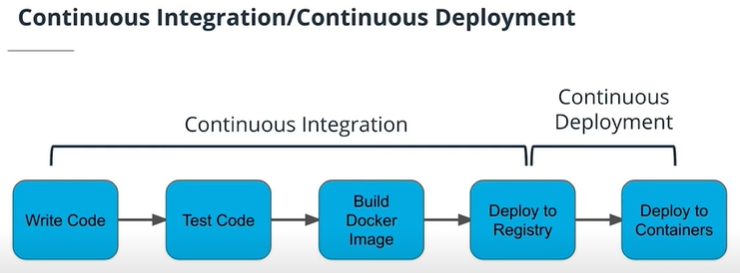 Continuous Integration/Continuous Deployment
Continuous Integration
Continuous
Deployment
Write Code
Test Code
Build
Docker
Image
Deploy to
Registry
Deploy to
Containers